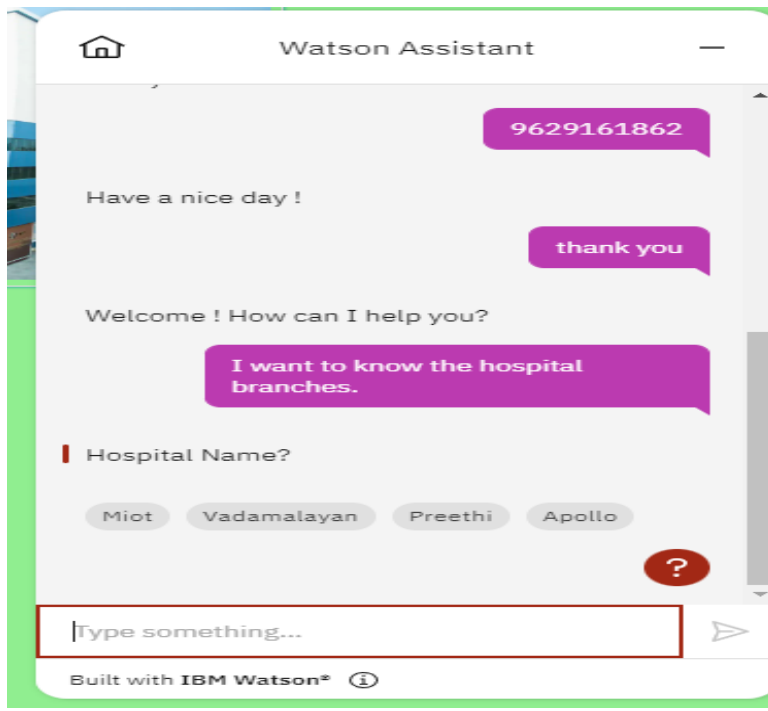 Watson Assistant
9629161862
Have a nice day !
thank you
Welcome ! How can I help you?
I want to know the hospital
branches.
Hospital Name?
Miot Vadamalayan Preethi Apollo
?
Type something...
Built with IBM Watson®